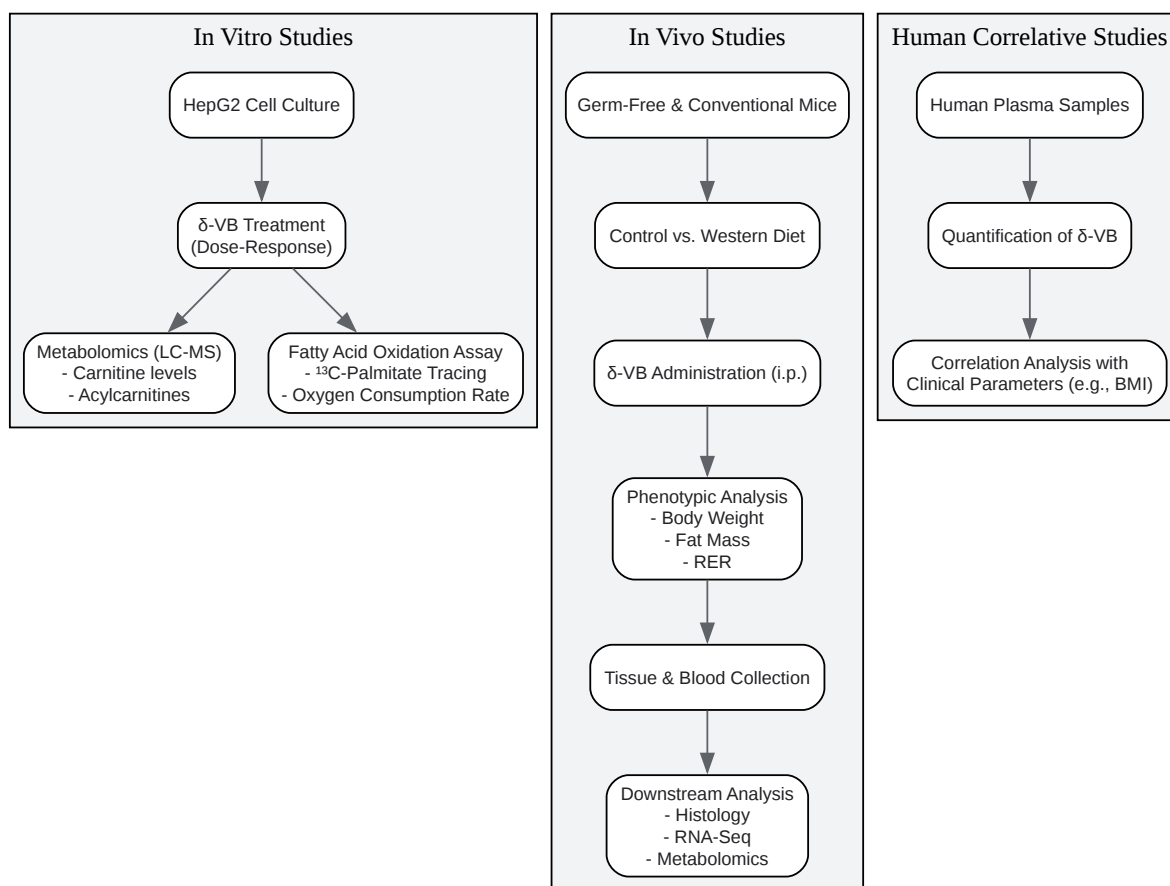 In Vitro Studies
HepG2 Cell Culture
δ-VB Treatment
(Dose-Response)
Metabolomics (LC-MS)
- Carnitine levels
- Acylcarnitines
Fatty Acid Oxidation Assay
- ¹³C-Palmitate Tracing
- Oxygen Consumption Rate
In Vivo Studies
Germ-Free & Conventional Mice
Control vs. Western Diet
δ-VB Administration (i.p.)
Phenotypic Analysis
- Body Weight
- Fat Mass
- RER
Tissue & Blood Collection
Downstream Analysis
- Histology
- RNA-Seq
- Metabolomics
Human Correlative Studies
Human Plasma Samples
Quantification of δ-VB
Correlation Analysis with
Clinical Parameters (e.g., BMI)